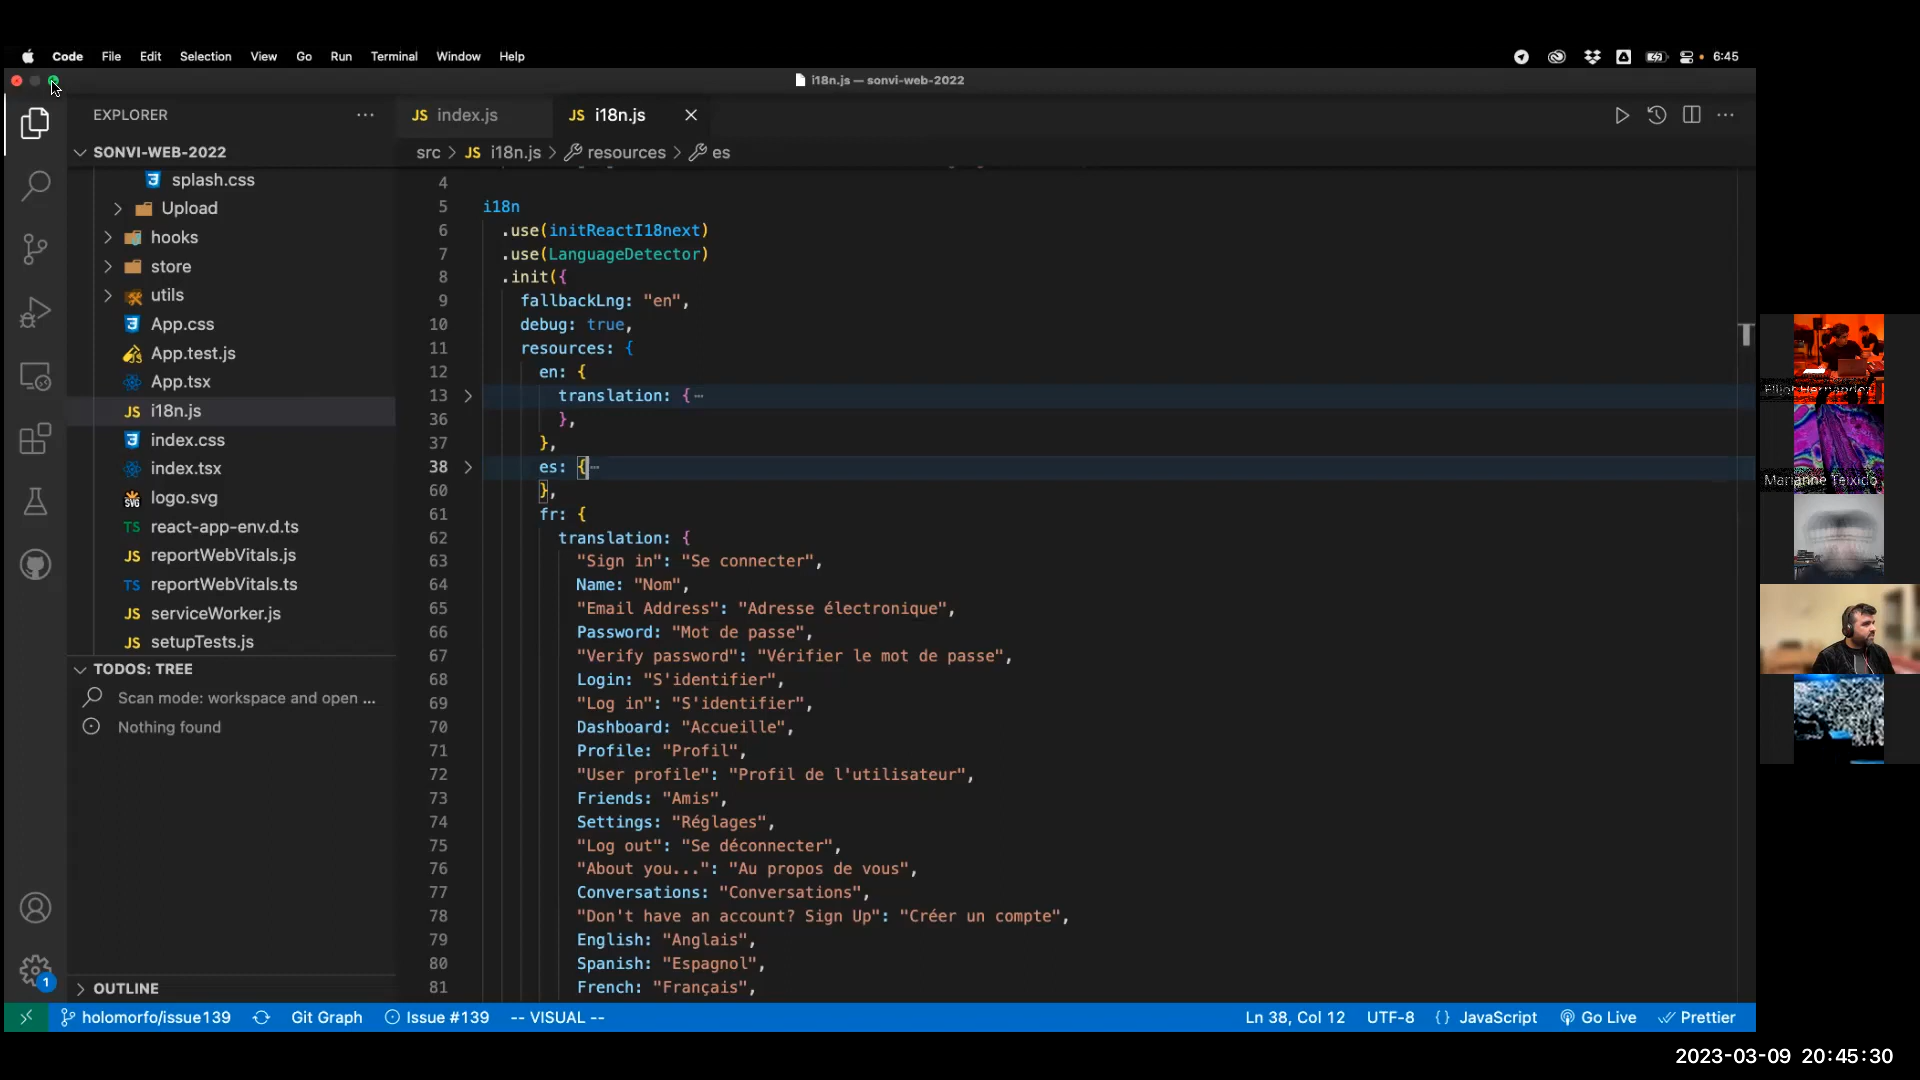 Code File Edit Selection View Go Run Terminal Window Help 6:45
i18n.js — sonvi-web-2022
EXPLORER
SONVI-WEB-2022
splash.css
Upload
hooks
store
utils
App.css
App.test.js
App.tsx
i18n.js
index.css
index.tsx
logo.svg
TS react-app-env.d.ts
JS reportWebVitals.js
TS reportWebVitals.ts
JS serviceWorker.js
JS setupTests.js
TODOS: TREE
Scan mode: workspace and open ...
Nothing found
OUTLINE
JS index.js JS i18n.js
src > JS i18n.js > resources > es
4
5 i18n
6 .use(initReactI18next)
7 .use(LanguageDetector)
8 .init({
9 fallbackLng: "en",
10 debug: true,
11 resources: {
12 en: {
13 translation: {
36 },
37 },
38 es: {
60 },
61 fr: {
62 translation: {
63 "Sign in": "Se connecter",
64 Name: "Nom",
65 "Email Address": "Adresse électronique",
66 Password: "Mot de passe",
67 "Verify password": "Vérifier le mot de passe",
68 Login: "S'identifier",
69 "Log in": "S'identifier",
70 Dashboard: "Accueille",
71 Profile: "Profil",
72 "User profile": "Profil de l'utilisateur",
73 Friends: "Amis",
74 Settings: "Réglages",
75 "Log out": "Se déconnecter",
76 "About you...": "Au propos de vous",
77 Conversations: "Conversations",
78 "Don't have an account? Sign Up": "Créer un compte",
79 English: "Anglais",
80 Spanish: "Espagnol",
81 French: "Français",
Elliot Hernandez
Marianne Teixido
1
holomorfo/issue139 Git Graph Issue #139 -- VISUAL -- Ln 38, Col 12 UTF-8 {} JavaScript Go Live Prettier
2023-03-09 20:45:30